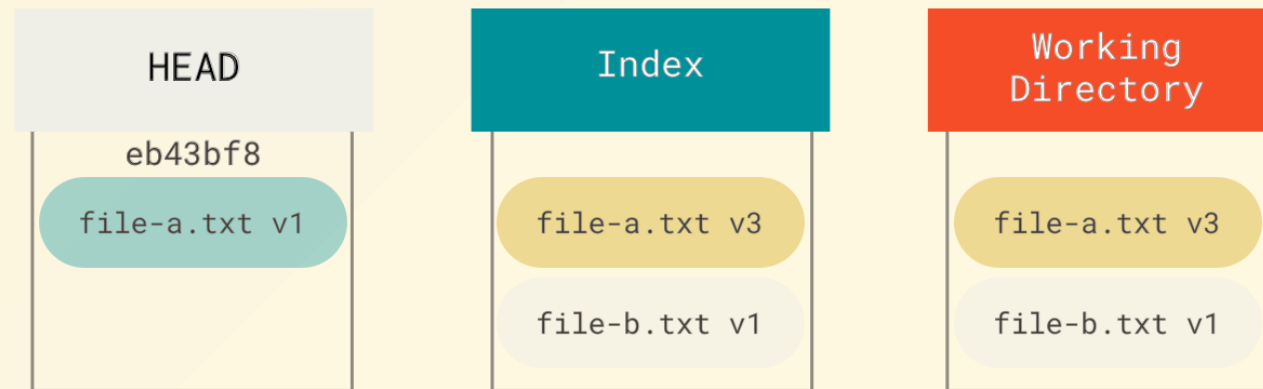 HEAD
Index
Working
Directory
eb43bf8
file-a.txt v1
file-a.txt v3
file-a.txt v3
file-b.txt v1
file-b.txt v1